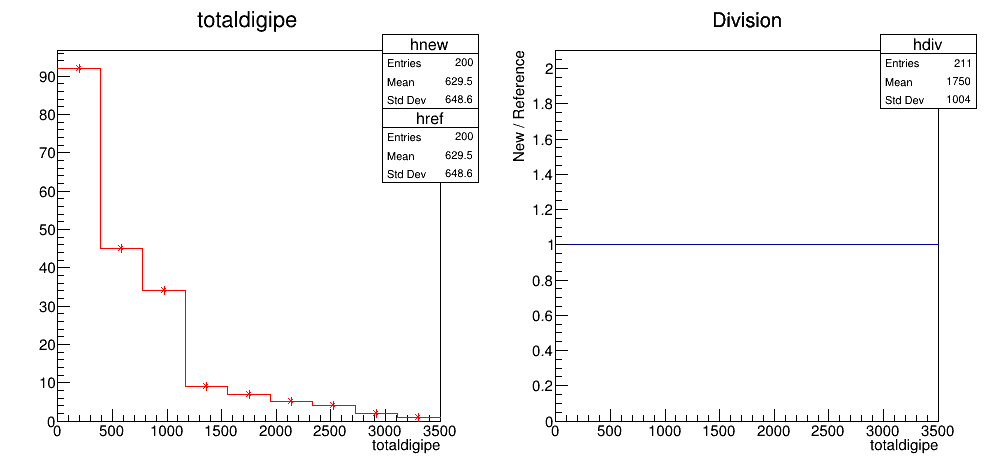 totaldigipe
hnew
Entries 200
Mean 629.5
Std Dev 648.6
href
Entries 200
Mean 629.5
Std Dev 648.6
90
80
70
60
50
40
30
20
10
0
0 500 1000 1500 2000 2500 3000 3500
totaldigipe
Division
hdiv
Entries 211
Mean 1750
Std Dev 1004
New / Reference
2
1.8
1.6
1.4
1.2
1
0.8
0.6
0.4
0.2
0
0 500 1000 1500 2000 2500 3000 3500
totaldigipe